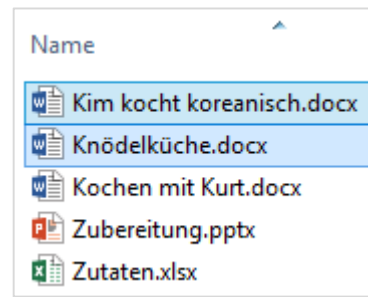 Name
Kim kocht koreanisch.docx
Knödelküche.docx
Kochen mit Kurt.docx
Zubereitung.pptx
Zutaten.xlsx